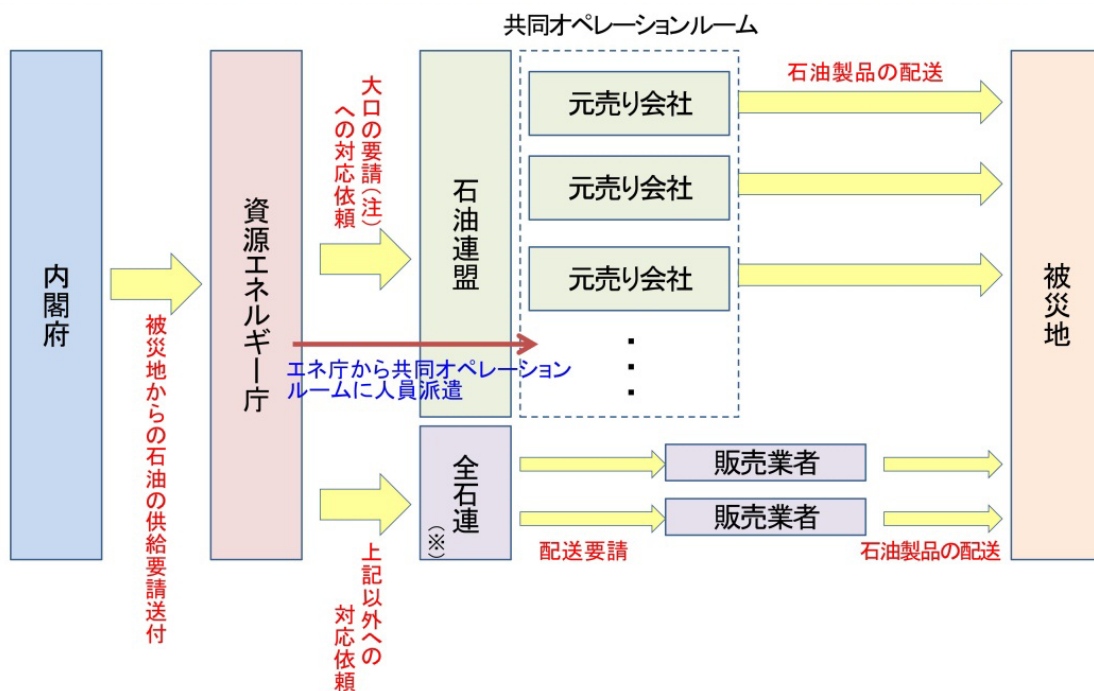 共同オペレーションルーム
内閣府
被災地からの石油の供給要請送付
資源エネルギー庁
大口の要請(注)
への対応依頼
石油連盟
元売り会社
元売り会社
元売り会社
石油製品の配送
エネ庁から共同オペレーション
ルームに人員派遣
上記以外への
対応依頼
全石連
(※)
配送要請
販売業者
販売業者
石油製品の配送
被災地